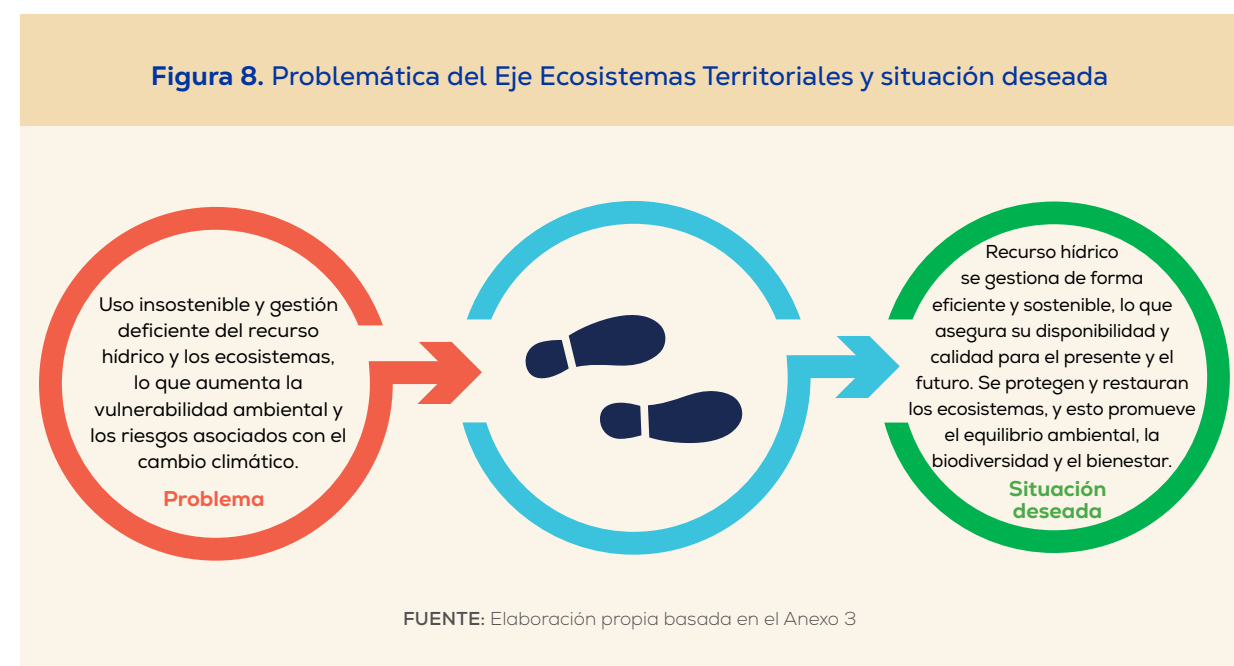 Figura 8. Problemática del Eje Ecosistemas Territoriales y situación deseada
Uso insostenible y gestión
deficiente del recurso
hídrico y los ecosistemas,
lo que aumenta la
vulnerabilidad ambiental y
los riesgos asociados con el
cambio climático.
Problema
Recurso hídrico
se gestiona de forma
eficiente y sostenible, lo que
asegura su disponibilidad y
calidad para el presente y el
futuro. Se protegen y restauran
los ecosistemas, y esto promueve
el equilibrio ambiental, la
biodiversidad y el bienestar.
Situación
deseada
FUENTE: Elaboración propia basada en el Anexo 3